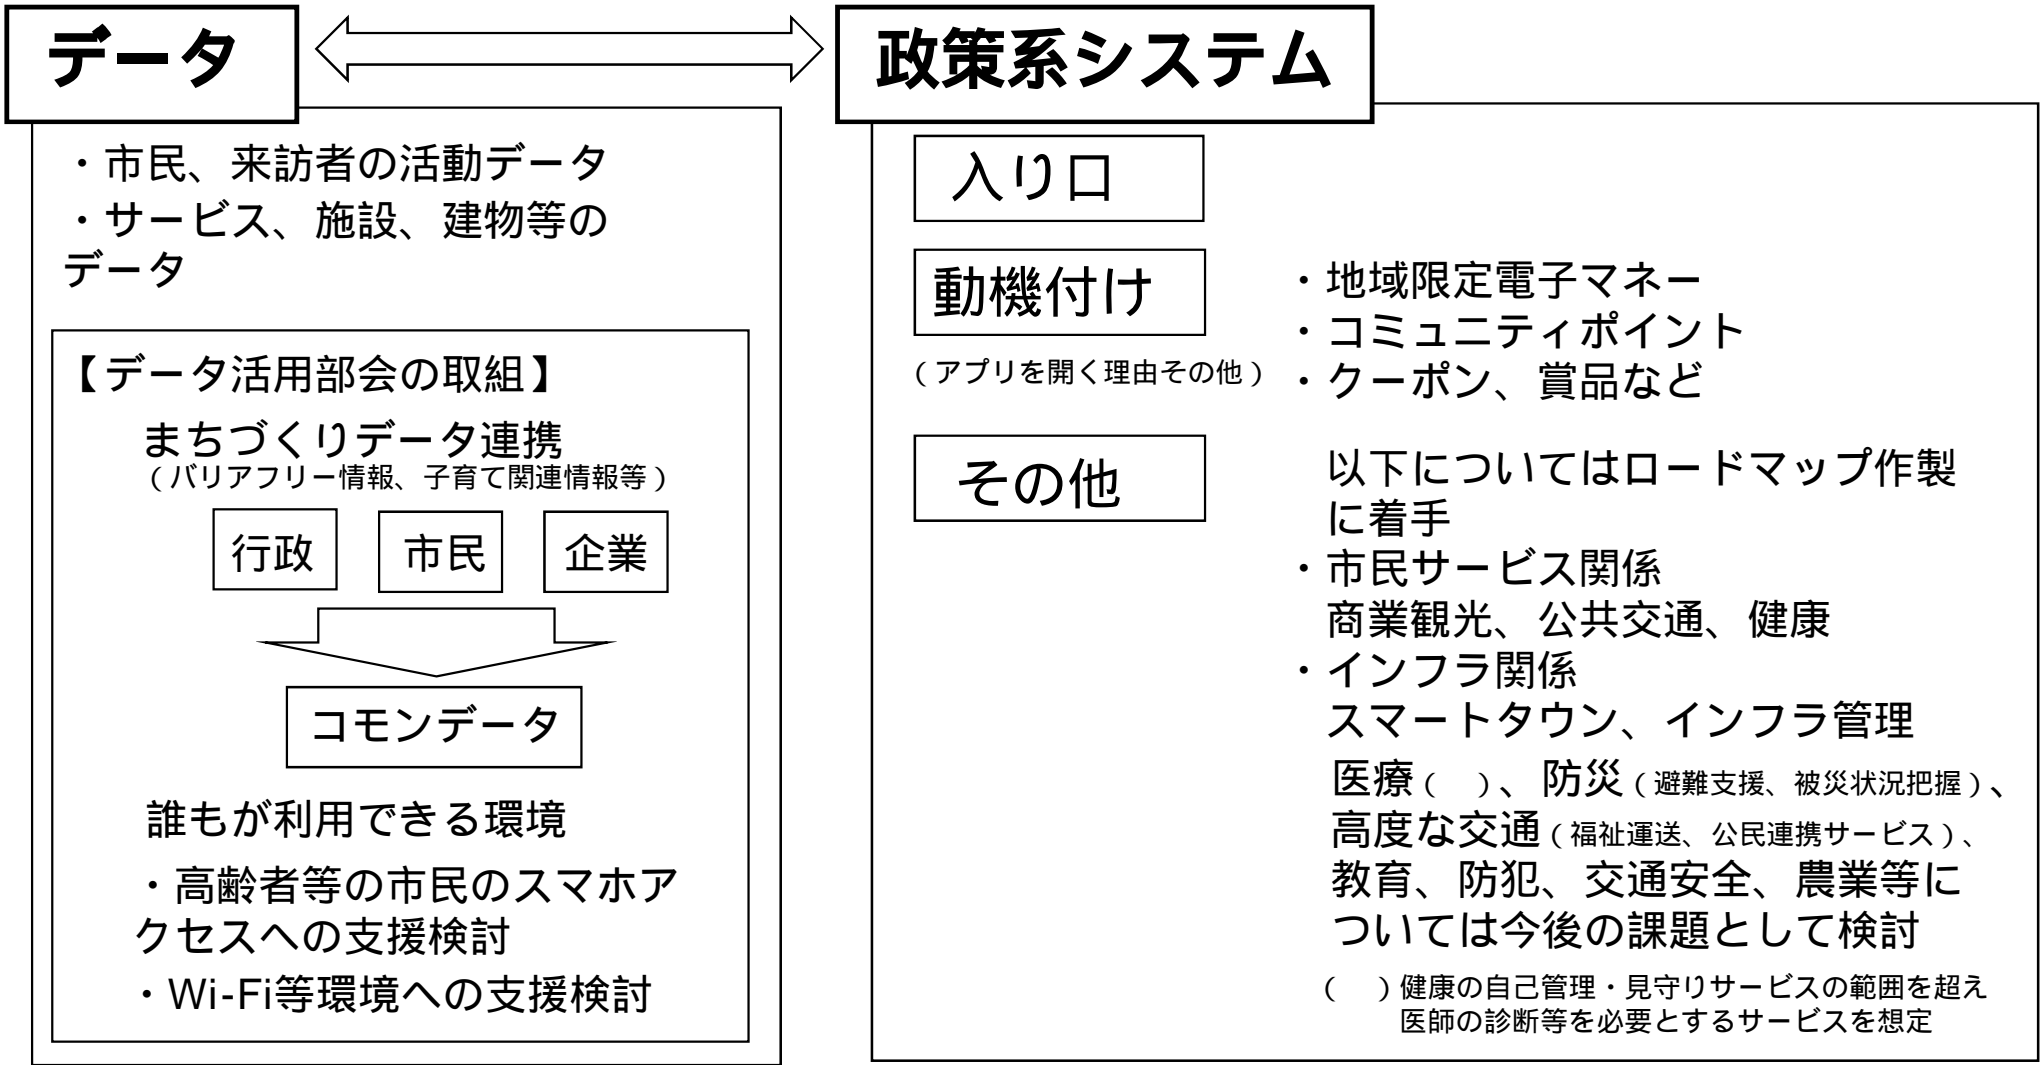 データ
・市民、来訪者の活動データ
・サービス、施設、建物等の
データ
【データ活用部会の取組】
まちづくりデータ連携
(バリアフリー情報、子育て関連情報等)
行政
市民
企業
コモンデータ
誰もが利用できる環境
・高齢者等の市民のスマホア
クセスへの支援検討
・Wi-Fi等環境への支援検討
政策系システム
入り口
動機付け
(アプリを開く理由その他)
・地域限定電子マネー
・コミュニティポイント
・クーポン、賞品など
その他
以下についてはロードマップ作製
に着手
・市民サービス関係
商業観光、公共交通、健康
・インフラ関係
スマートタウン、インフラ管理
医療(　)、防災(避難支援、被災状況把握)、
高度な交通(福祉運送、公民連携サービス)、
教育、防犯、交通安全、農業等に
ついては今後の課題として検討
(　)健康の自己管理・見守りサービスの範囲を超え
医師の診断等を必要とするサービスを想定